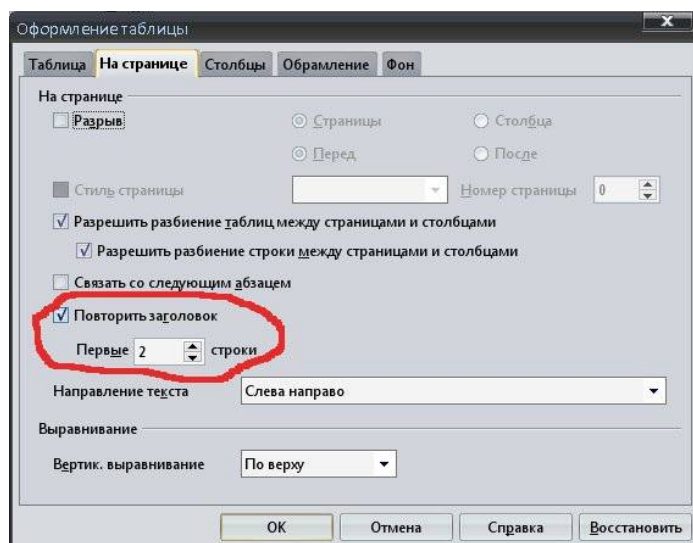 Оформление таблицы x
Таблица На странице Столбцы Обрамление Фон
На странице
Разрыв Страницы Столбца
Перед После
Стиль страницы Номер страницы 0
Разрешить разбиение таблиц между страницами и столбцами
Разрешить разбиение строки между страницами и столбцами
Связать со следующим абзацем
Повторить заголовок
Первые 2 строки
Направление текста Слева направо
Выравнивание
Вертик. выравнивание По верху
OK Отмена Справка Восстановить